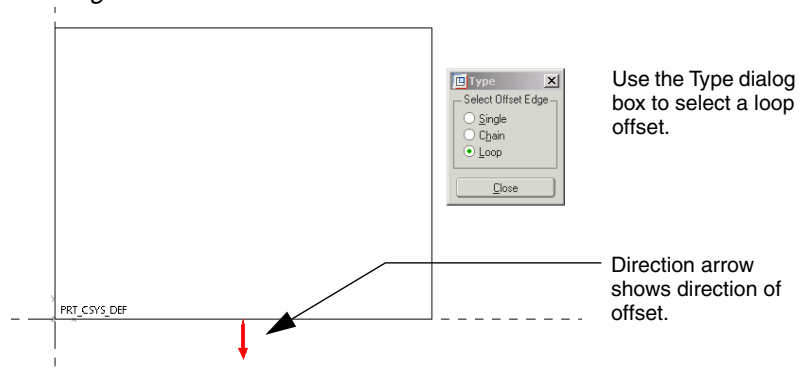 Type
Select Offset Edge
Single
Chain
Loop
Close
Use the Type dialog
box to select a loop
offset.
PRT_CSYS_DEF
Direction arrow
shows direction of
offset.